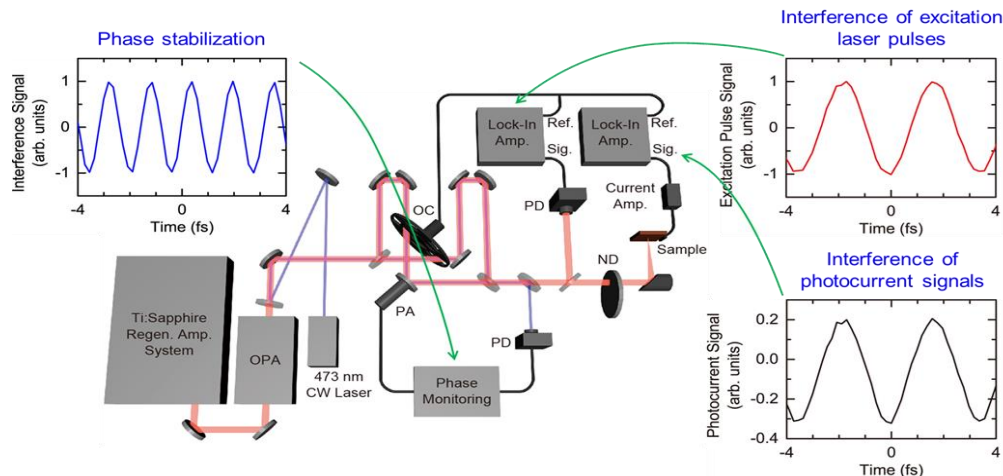 Phase stabilization
Interference Signal
(arb. units)
1
0
-1
-4
0
4
Time (fs)
Interference of excitation
laser pulses
Excitation Pulse Signal
(arb. units)
1
0
-1
-4
0
4
Time (fs)
Lock-In
Amp.
Ref.
Sig.
Lock-In
Amp.
Ref.
Sig.
Current
Amp.
OC
PD
Sample
ND
PA
PD
Ti:Sapphire
Regen. Amp.
System
OPA
473 nm
CW Laser
Phase
Monitoring
Interference of
photocurrent signals
Photocurrent Signal
(arb. units)
0.2
0.0
-0.2
-0.4
-4
0
4
Time (fs)